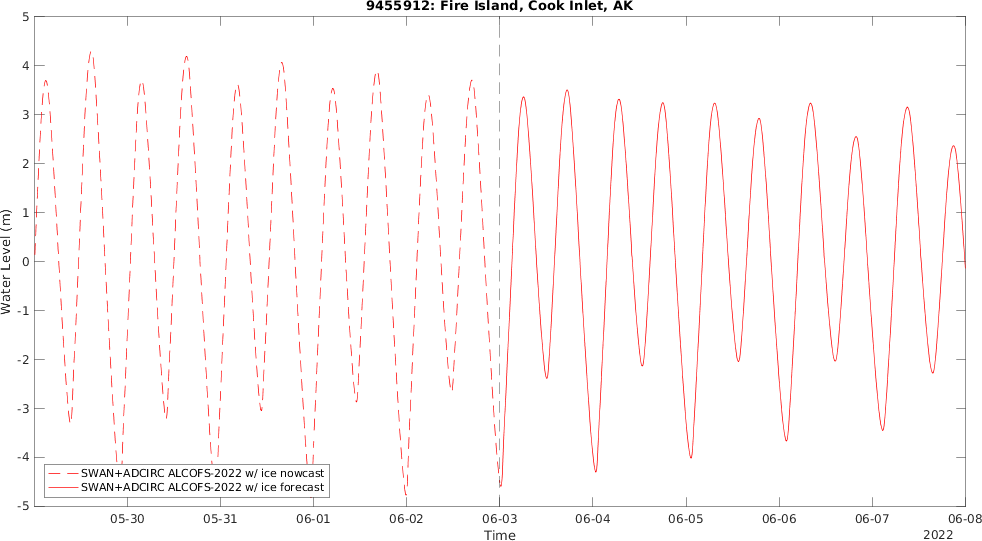 9455912: Fire Island, Cook Inlet, AK
5
4
3
2
1
0
-1
-2
-3
-4
-5
Water Level (m)
SWAN+ADCIRC ALCOFS-2022 w/ ice nowcast
SWAN+ADCIRC ALCOFS-2022 w/ ice forecast
05-30 05-31 06-01 06-02 06-03 06-04 06-05 06-06 06-07 06-08
Time
2022